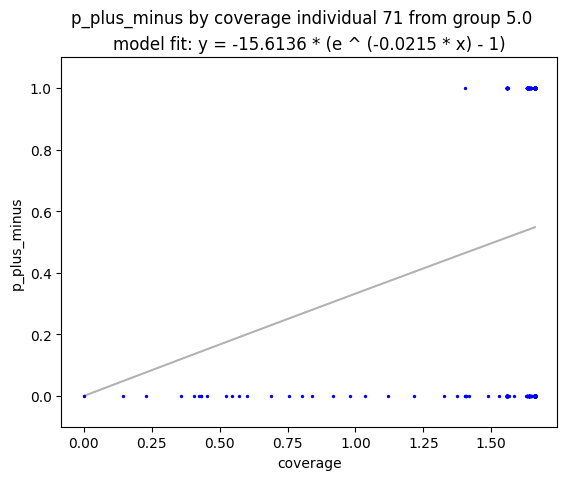 p_plus_minus by coverage individual 71 from group 5.0
model fit: y = -15.6136 * (e ^ (-0.0215 * x) - 1)
1.0
0.8
0.6
0.4
0.2
0.0
p_plus_minus
0.00 0.25 0.50 0.75 1.00 1.25 1.50
coverage